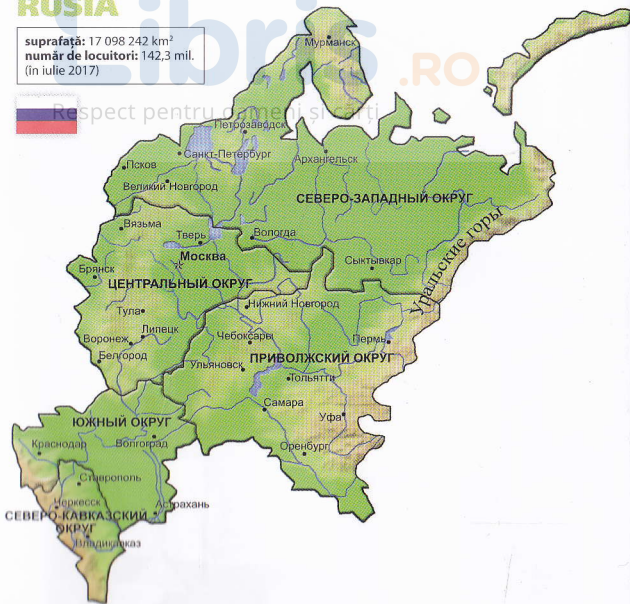 RUSIA
suprafață: 17 098 242 km²
număr de locuitori: 142,3 mil.
(în iulie 2017)
Libris.RO
Respect pentru oameni și cărți
Мурманск
Петрозаводск
Санкт-Петербург
Архангельск
Псков
Великий Новгород
СЕВЕРО-ЗАПАДНЫЙ ОКРУГ
Вязьма
Тверь
Вологда
Москва
Сыктывкар
Уральские горы
Брянск
ЦЕНТРАЛЬНЫЙ ОКРУГ
Нижний Новгород
Тула
Липецк
Чебоксары
Воронеж
Пермь
Белгород
ПРИВОЛЖСКИЙ ОКРУГ
Ульяновск
Тольятти
Самара
Уфа
ЮЖНЫЙ ОКРУГ
Краснодар
Волгоград
Оренбург
Ставрополь
Черкесск
Астрахань
СЕВЕРО-КАВКАЗСКИЙ
ОКРУГ
Владикавказ